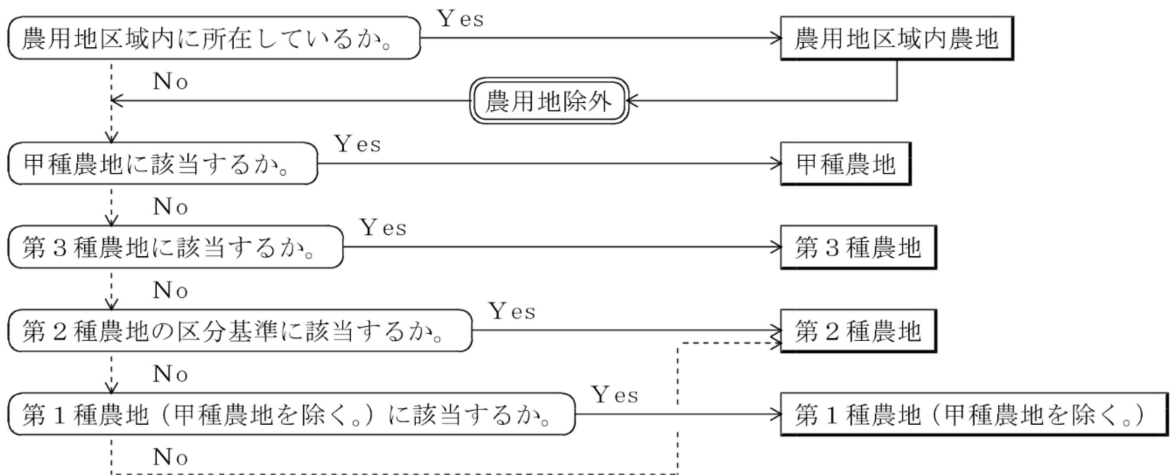 農用地区域内に所在しているか。 Yes 農用地区域内農地
No 農用地除外
甲種農地に該当するか。 Yes 甲種農地
No
第3種農地に該当するか。 Yes 第3種農地
No
第2種農地の区分基準に該当するか。 Yes 第2種農地
No
第1種農地(甲種農地を除く。)に該当するか。 Yes 第1種農地(甲種農地を除く。)
No